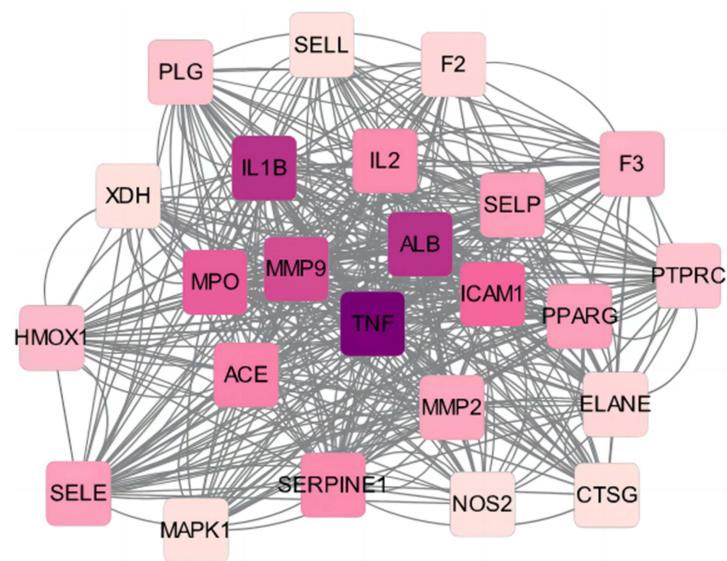 SELL
F2
PLG
IL1B
IL2
F3
XDH
SELP
ALB
MPO
MMP9
PTPRC
ICAM1
TNF
PPARG
HMOX1
ACE
MMP2
ELANE
SELE
SERPINE1
NOS2
CTSG
MAPK1